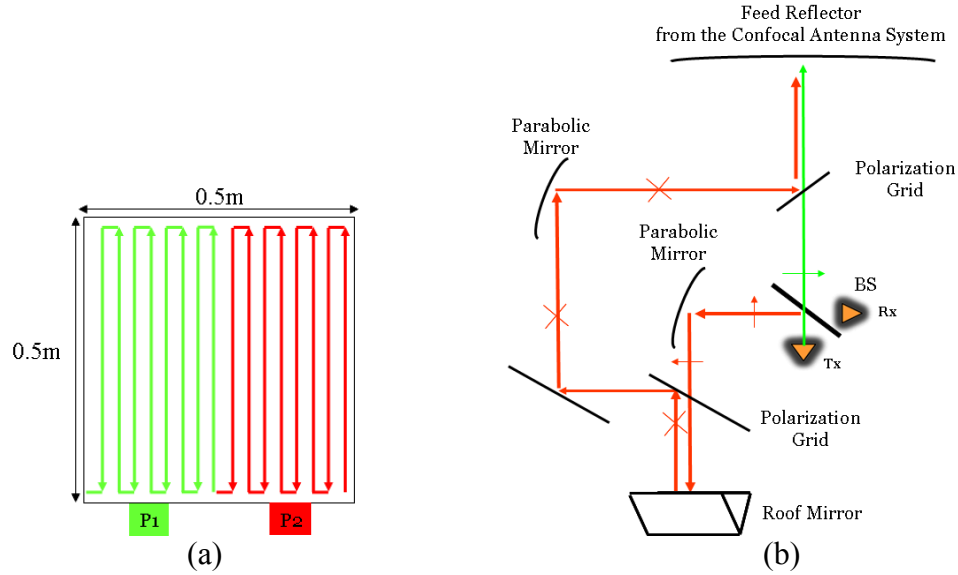 0.5m
0.5m
P1
P2
(a)
Feed Reflector
from the Confocal Antenna System
Parabolic
Mirror
Polarization
Grid
Parabolic
Mirror
BS
Rx
Tx
Polarization
Grid
Roof Mirror
(b)